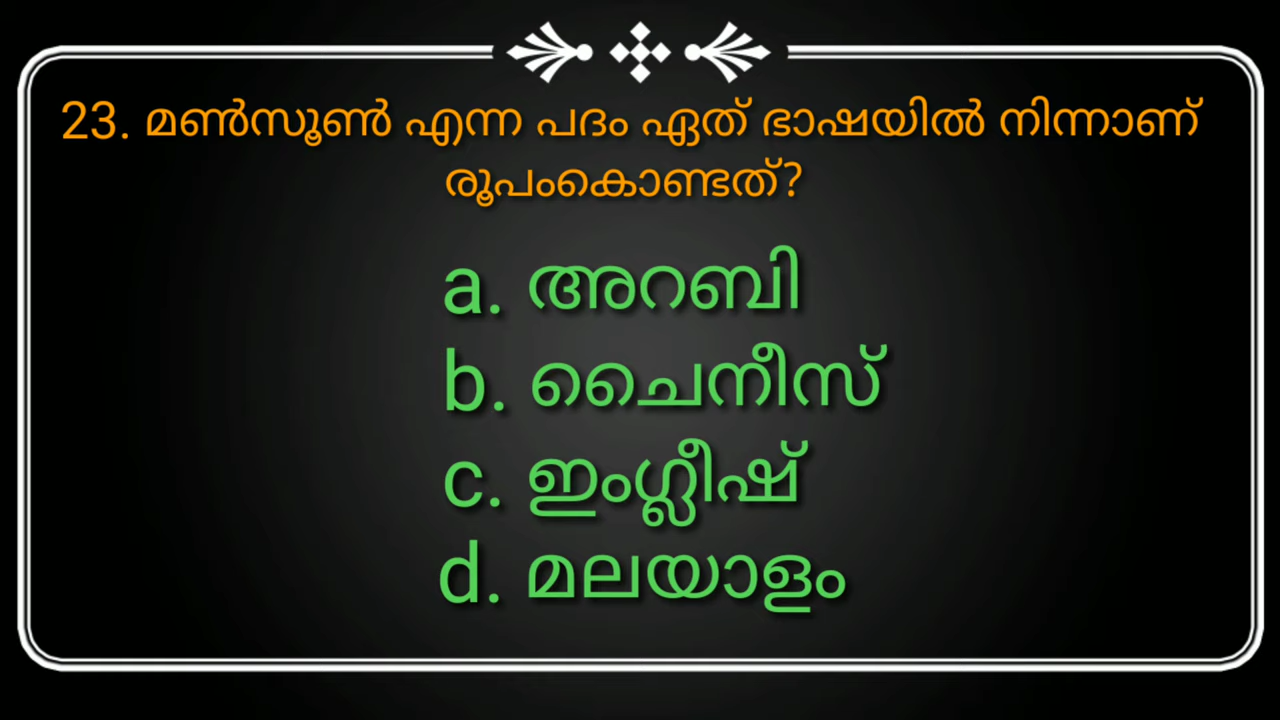 23. മൺസൂൺ എന്ന പദം ഏത് ഭാഷയിൽ നിന്നാണ്
രൂപംകൊണ്ടത്?
a. അറബി
b. ചൈനീസ്
c. ഇംഗ്ലീഷ്
d. മലയാളം